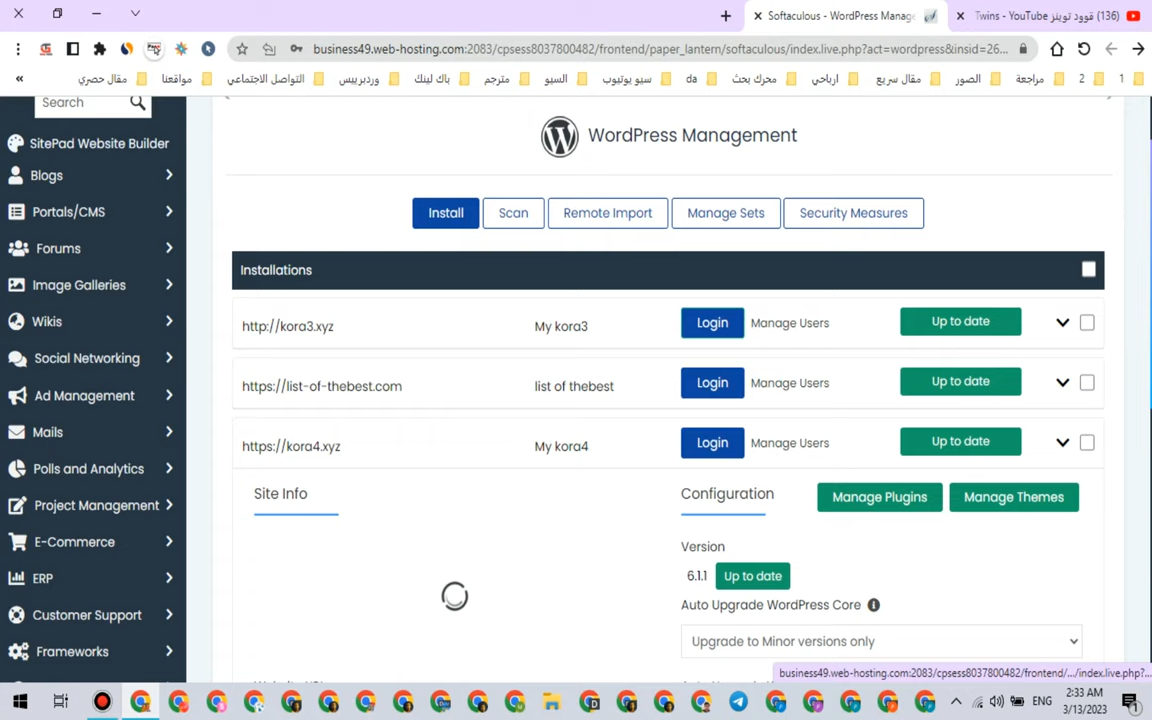 Softaculous - WordPress Manage
(136) قوود توينز Twins - YouTube
business49.web-hosting.com:2083/cpsess8037800482/frontend/paper_lantern/softaculous/index.live.php?act=wordpress&insid=26...
«
مقال حصري
مواقعنا
التواصل الاجتماعي
وردبرييس
باك لينك
مترجم
السيو
سيو يوتيوب
da
محرك بحث
ارباحي
مقال سريع
الصور
مراجعة
2
1
Search
SitePad Website Builder
Blogs
Portals/CMS
Forums
Image Galleries
Wikis
Social Networking
Ad Management
Mails
Polls and Analytics
Project Management
E-Commerce
ERP
Customer Support
Frameworks
WordPress Management
Install
Scan
Remote Import
Manage Sets
Security Measures
Installations
http://kora3.xyz
My kora3
Login
Manage Users
Up to date
https://list-of-thebest.com
list of thebest
Login
Manage Users
Up to date
https://kora4.xyz
My kora4
Login
Manage Users
Up to date
Site Info
Configuration
Manage Plugins
Manage Themes
Version
6.1.1
Up to date
Auto Upgrade WordPress Core
Upgrade to Minor versions only
business49.web-hosting.com:2083/cpsess8037800482/frontend/.../index.live.php?...
ENG
2:33 AM
3/13/2023
1